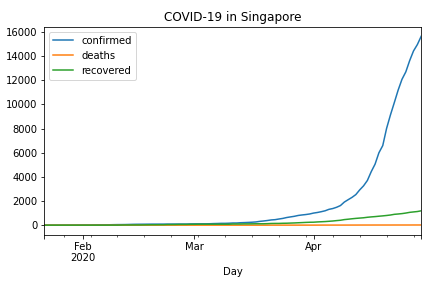 COVID-19 in Singapore
confirmed
deaths
recovered
16000
14000
12000
10000
8000
6000
4000
2000
0
Feb
2020
Mar
Apr
Day